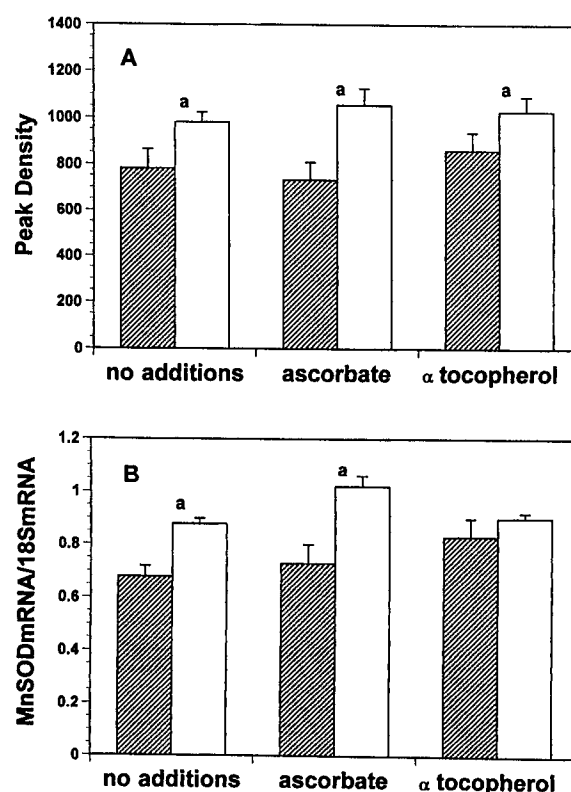 1400
1200
1000
800
600
400
200
0
Peak Density
A
a
a
a
no additions
ascorbate
α tocopherol
1.2
1
0.8
0.6
0.4
0.2
0
MnSODmRNA/18SmRNA
B
a
a
no additions
ascorbate
α tocopherol